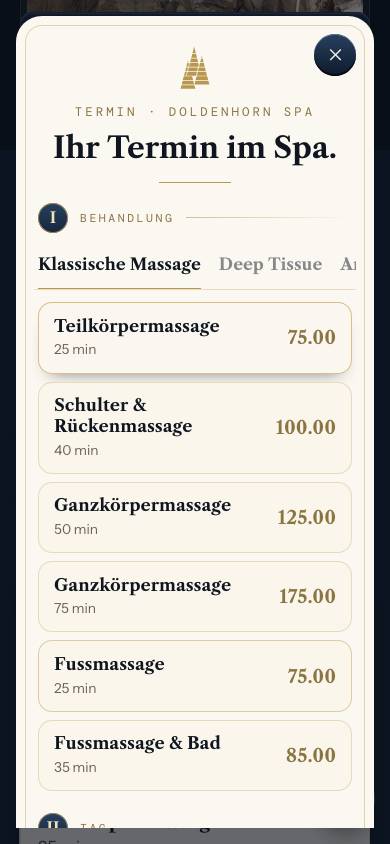 TERMIN · DOLDENHORN SPA
Ihr Termin im Spa.
I BEHANDLUNG
Klassische Massage Deep Tissue
Teilkörpermassage
25 min
75.00
Schulter &
Rückenmassage
40 min
100.00
Ganzkörpermassage
50 min
125.00
Ganzkörpermassage
75 min
175.00
Fussmassage
25 min
75.00
Fussmassage & Bad
35 min
85.00
II TAG